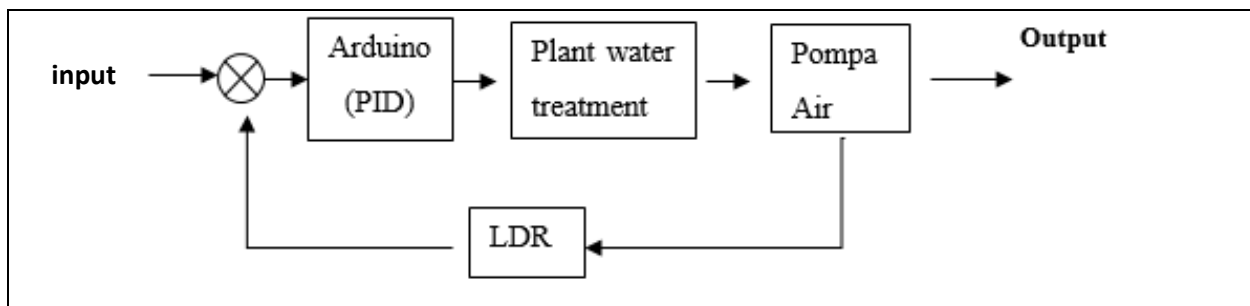 input
Arduino
(PID)
Plant water
treatment
Pompa
Air
Output
LDR